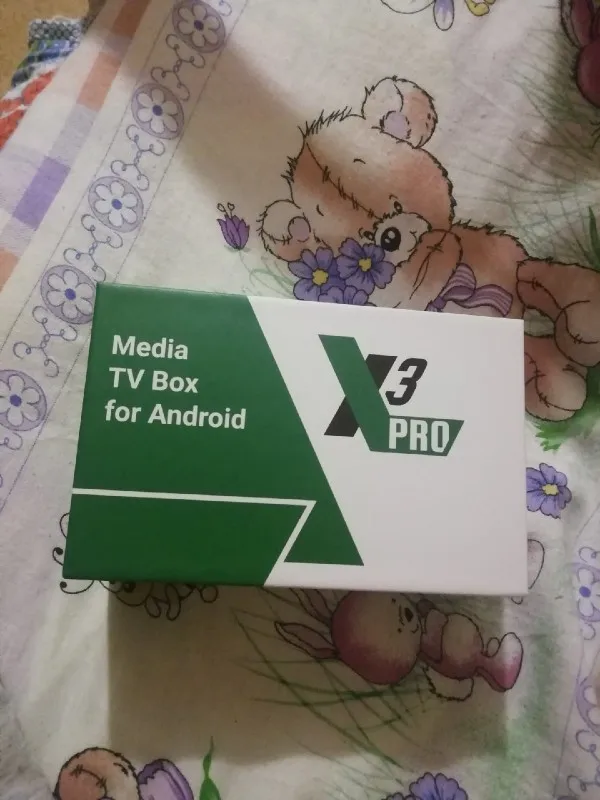 Media
TV Box
for Android
X3
PRO